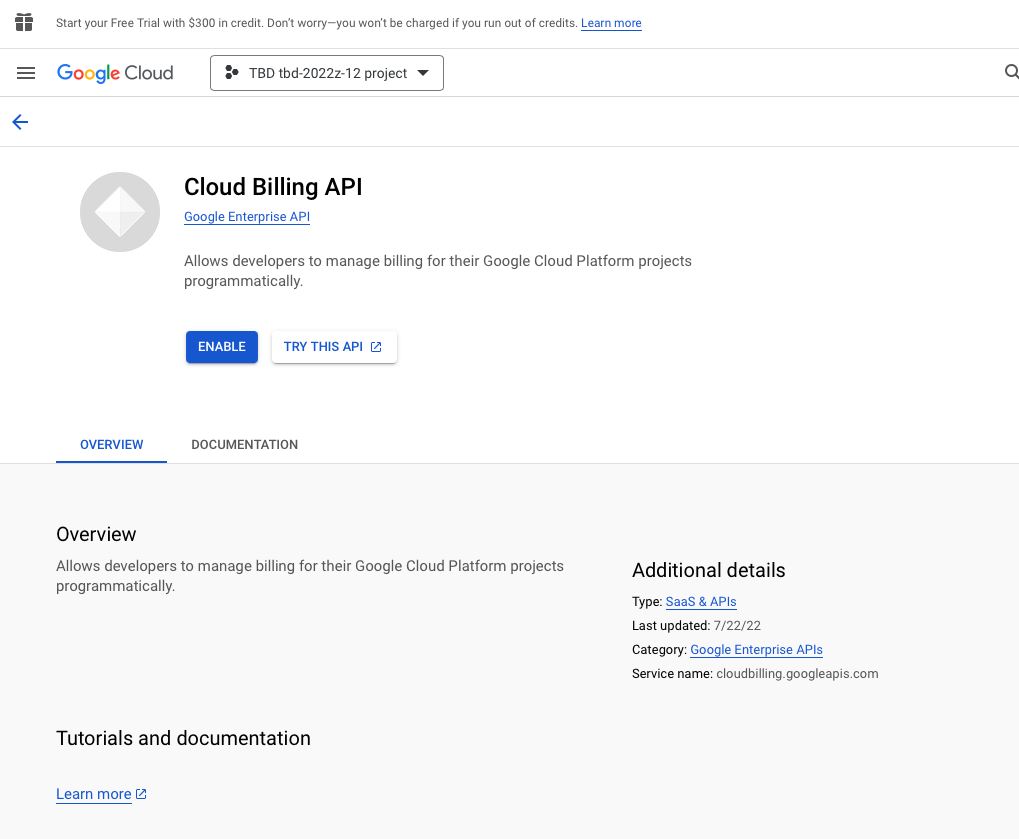 Start your Free Trial with $300 in credit. Don’t worry—you won’t be charged if you run out of credits. Learn more
Google Cloud
TBD tbd-2022z-12 project
Cloud Billing API
Google Enterprise API
Allows developers to manage billing for their Google Cloud Platform projects
programmatically.
ENABLE
TRY THIS API
OVERVIEW
DOCUMENTATION
Overview
Allows developers to manage billing for their Google Cloud Platform projects
programmatically.
Additional details
Type: SaaS & APIs
Last updated: 7/22/22
Category: Google Enterprise APIs
Service name: cloudbilling.googleapis.com
Tutorials and documentation
Learn more